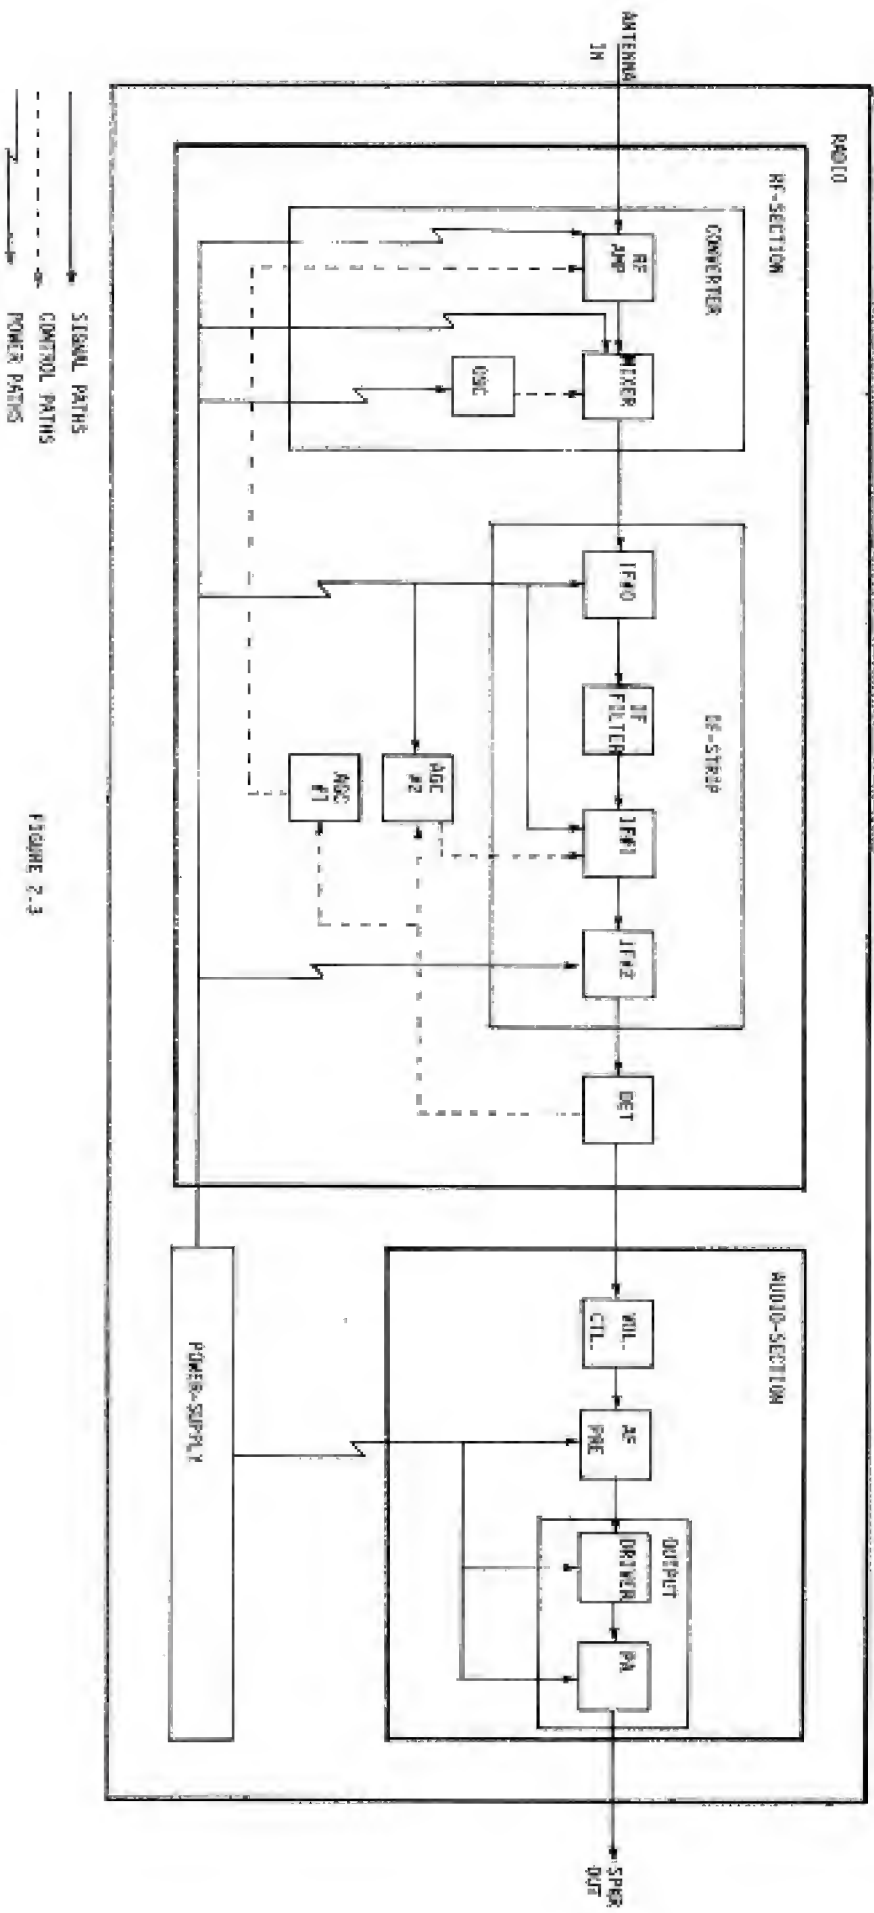 RADIO
RF-SECTION
CONVERTER
ANTENNA
IN
RF
AMP
MIXER
OSC
IF-STRIP
IF#0
IF
FILTER
IF#1
IF#2
DET
AGC
#2
AGC
#1
AUDIO-SECTION
VOL.
CTL.
AF
PRE
OUTPUT
DRIVER
PA
SPKR
OUT
POWER-SUPPLY
SIGNAL PATHS
CONTROL PATHS
POWER PATHS
FIGURE 2-3